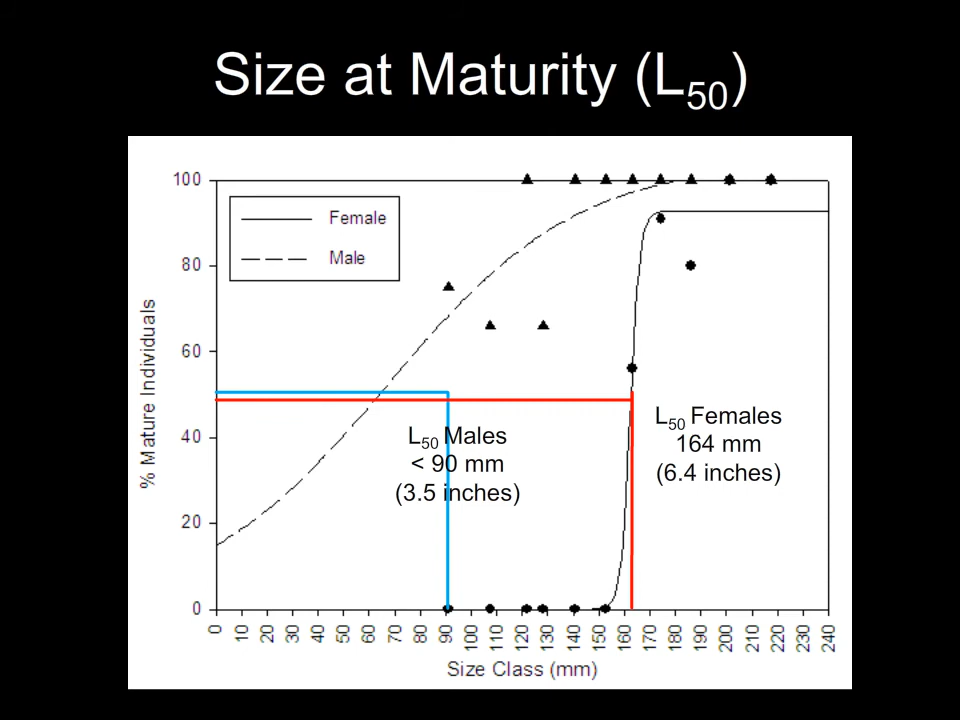 Size at Maturity (L50)
100
80
60
40
20
0
% Mature Individuals
Female
Male
L50 Males
< 90 mm
(3.5 inches)
L50 Females
164 mm
(6.4 inches)
0 10 20 30 40 50 60 70 80 90 100 110 120 130 140 150 160 170 180 190 200 210 220 230 240
Size Class (mm)